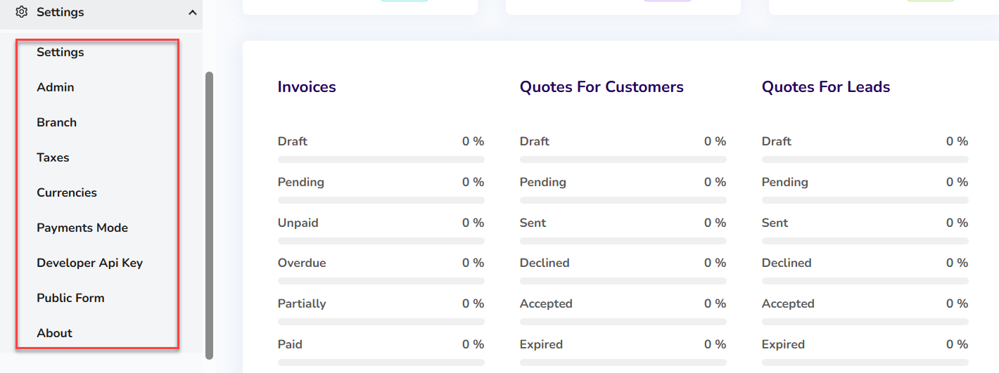 Settings
Settings
Admin
Branch
Taxes
Currencies
Payments Mode
Developer Api Key
Public Form
About
Invoices
Draft 0 %
Pending 0 %
Unpaid 0 %
Overdue 0 %
Partially 0 %
Paid 0 %
Quotes For Customers
Draft 0 %
Pending 0 %
Sent 0 %
Declined 0 %
Accepted 0 %
Expired 0 %
Quotes For Leads
Draft 0 %
Pending 0 %
Sent 0 %
Declined 0 %
Accepted 0 %
Expired 0 %